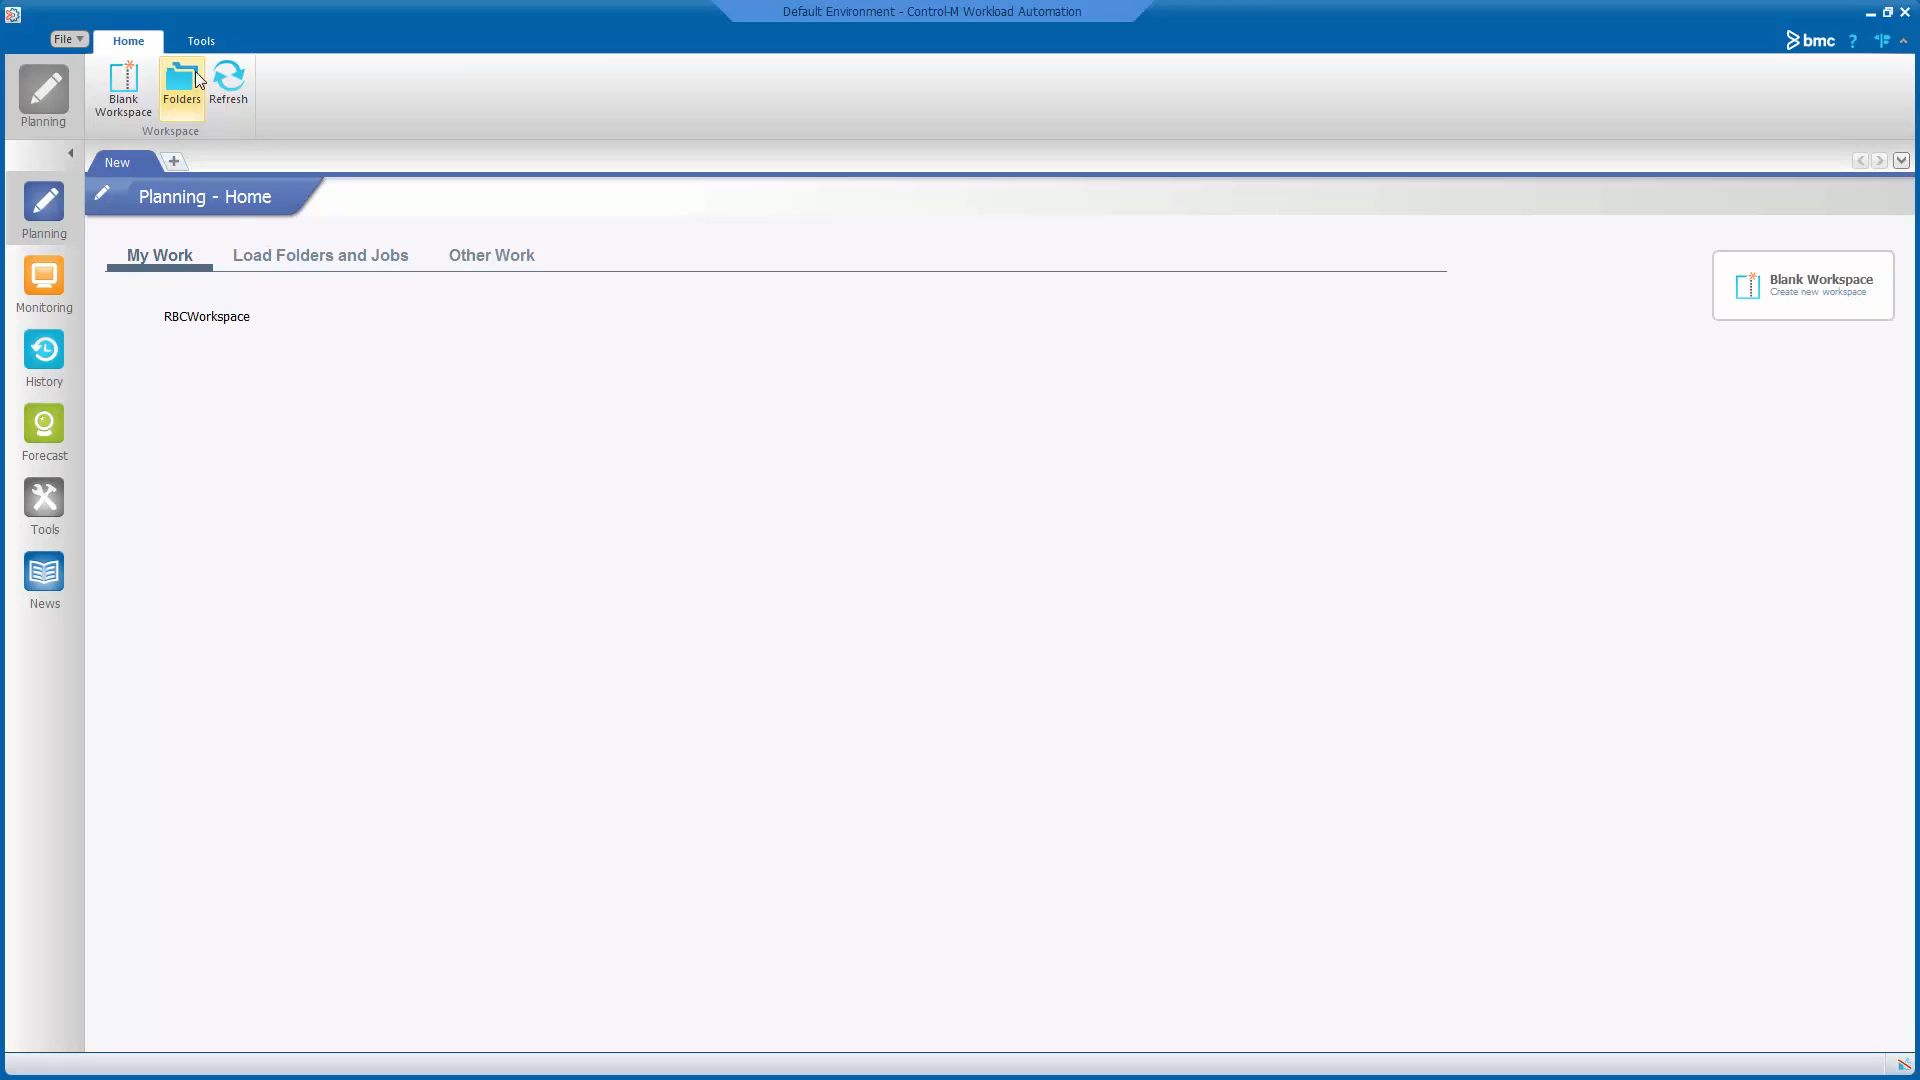 Default Environment - Control-M Workload Automation
File Home Tools
bmc ?
Planning
Blank Workspace
Folders
Refresh
Workspace
New
Planning - Home
My Work Load Folders and Jobs Other Work
RBCWorkspace
Blank Workspace
Create new workspace
Planning
Monitoring
History
Forecast
Tools
News